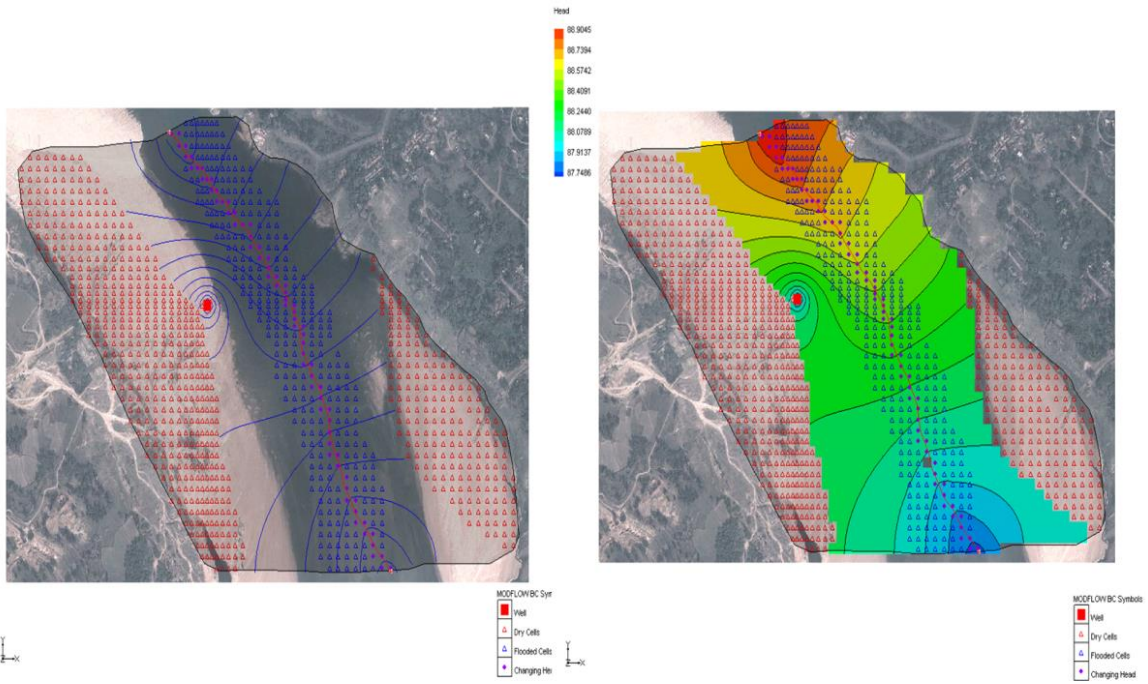 Head
88.9045
88.7394
88.5742
88.4091
88.2440
88.0789
87.9137
87.7486
MODFLOW BC Syr
Well
Dry Cells
Flooded Cells
Changing He
Y
Z
X
MODFLOW BC Symbols
Well
Dry Cells
Flooded Cells
Changing Head
Y
Z
X